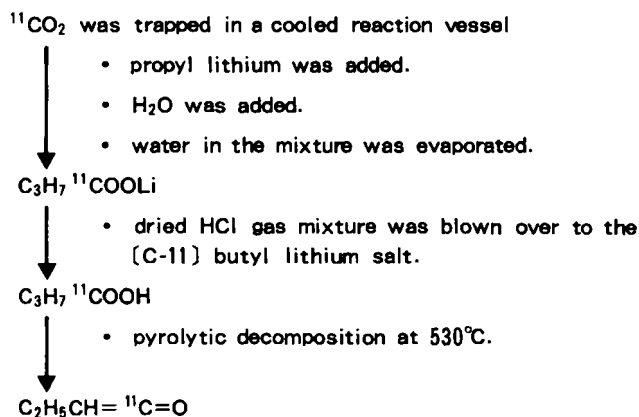 ¹¹CO₂ was trapped in a cooled reaction vessel
• propyl lithium was added.
• H₂O was added.
• water in the mixture was evaporated.
C₃H₇ ¹¹COOLi
• dried HCl gas mixture was blown over to the
[C-11] butyl lithium salt.
C₃H₇ ¹¹COOH
• pyrolytic decomposition at 530℃.
C₂H₅CH= ¹¹C=O